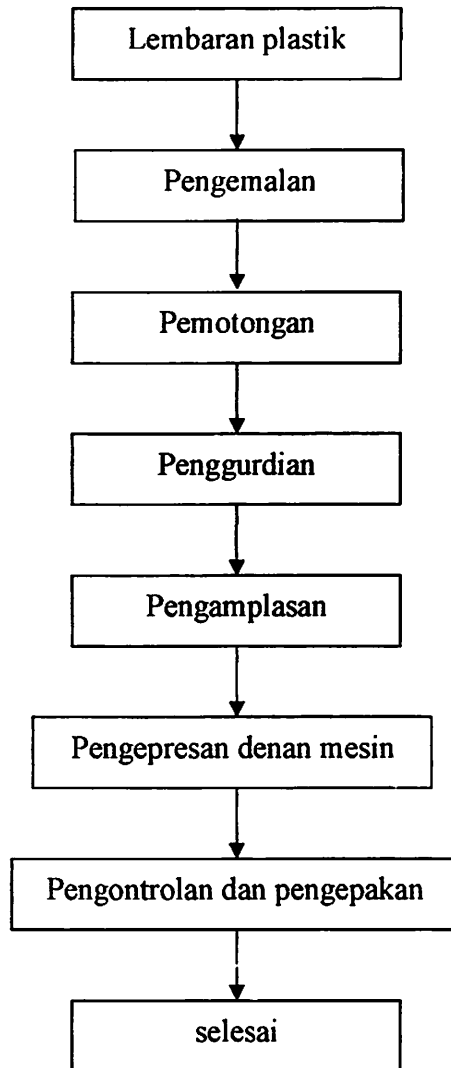 Lembaran plastik
Pengemalan
Pemotongan
Penggurdian
Pengamplasan
Pengepresan denan mesin
Pengontrolan dan pengepakan
selesai